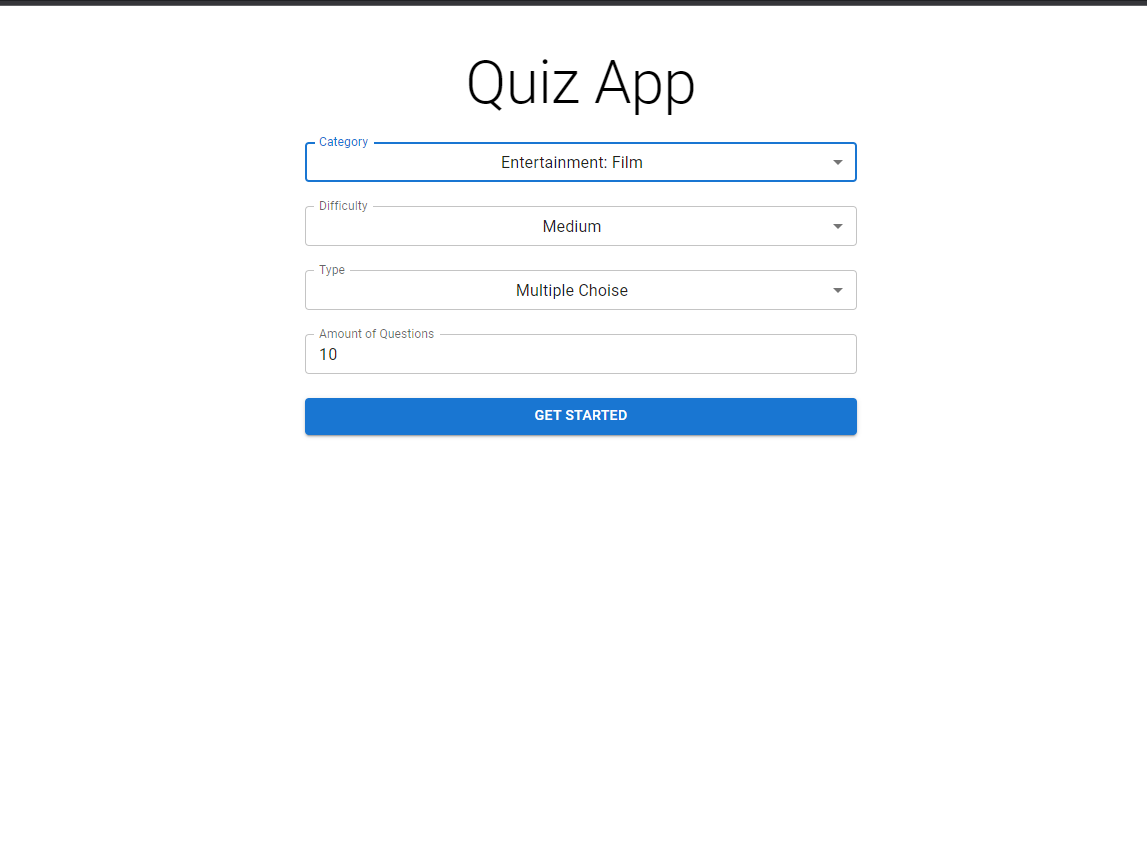 Quiz App
Category
Entertainment: Film
Difficulty
Medium
Type
Multiple Choise
Amount of Questions
10
GET STARTED